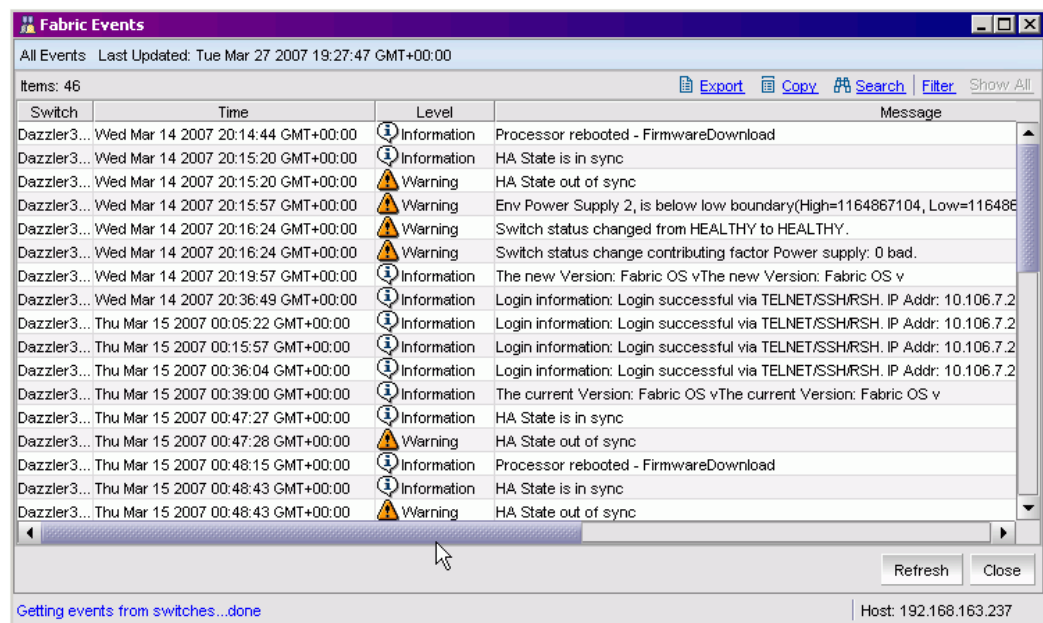 Fabric Events
All Events Last Updated: Tue Mar 27 2007 19:27:47 GMT+00:00
Items: 46 Export Copy Search Filter Show All
Switch Time Level Message
Dazzler3... Wed Mar 14 2007 20:14:44 GMT+00:00 Information Processor rebooted - FirmwareDownload
Dazzler3... Wed Mar 14 2007 20:15:20 GMT+00:00 Information HA State is in sync
Dazzler3... Wed Mar 14 2007 20:15:20 GMT+00:00 Warning HA State out of sync
Dazzler3... Wed Mar 14 2007 20:15:57 GMT+00:00 Warning Env Power Supply 2, is below low boundary(High=1164867104, Low=116486
Dazzler3... Wed Mar 14 2007 20:16:24 GMT+00:00 Warning Switch status changed from HEALTHY to HEALTHY.
Dazzler3... Wed Mar 14 2007 20:16:24 GMT+00:00 Warning Switch status change contributing factor Power supply: 0 bad.
Dazzler3... Wed Mar 14 2007 20:19:57 GMT+00:00 Information The new Version: Fabric OS vThe new Version: Fabric OS v
Dazzler3... Wed Mar 14 2007 20:36:49 GMT+00:00 Information Login information: Login successful via TELNET/SSH/RSH. IP Addr: 10.106.7.2
Dazzler3... Thu Mar 15 2007 00:05:22 GMT+00:00 Information Login information: Login successful via TELNET/SSH/RSH. IP Addr: 10.106.7.2
Dazzler3... Thu Mar 15 2007 00:15:57 GMT+00:00 Information Login information: Login successful via TELNET/SSH/RSH. IP Addr: 10.106.7.2
Dazzler3... Thu Mar 15 2007 00:36:04 GMT+00:00 Information Login information: Login successful via TELNET/SSH/RSH. IP Addr: 10.106.7.2
Dazzler3... Thu Mar 15 2007 00:39:00 GMT+00:00 Information The current Version: Fabric OS vThe current Version: Fabric OS v
Dazzler3... Thu Mar 15 2007 00:47:27 GMT+00:00 Information HA State is in sync
Dazzler3... Thu Mar 15 2007 00:47:28 GMT+00:00 Warning HA State out of sync
Dazzler3... Thu Mar 15 2007 00:48:15 GMT+00:00 Information Processor rebooted - FirmwareDownload
Dazzler3... Thu Mar 15 2007 00:48:43 GMT+00:00 Information HA State is in sync
Dazzler3... Thu Mar 15 2007 00:48:43 GMT+00:00 Warning HA State out of sync
Refresh Close
Getting events from switches...done Host: 192.168.163.237